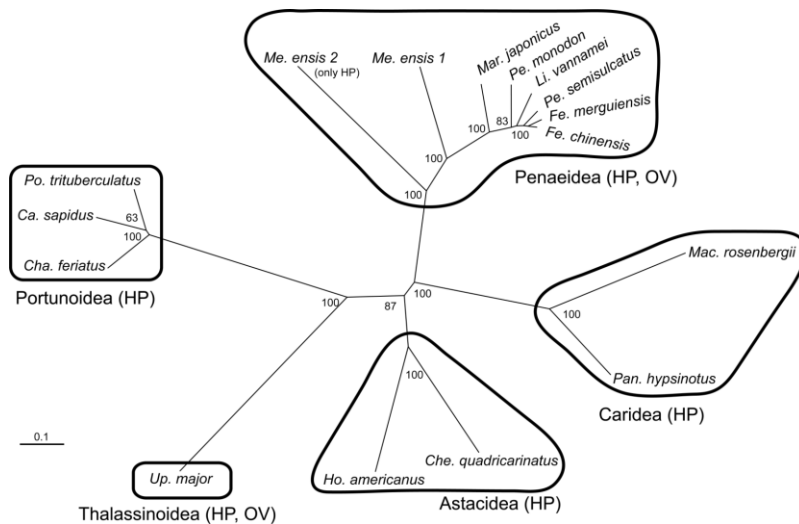 Me. ensis 2
(only HP)
Me. ensis 1
Mar. japonicus
Pe. monodon
Li. vannamei
Pe. semisulcatus
Fe. merguiensis
Fe. chinensis
83
100
100
100
100
Penaeidea (HP, OV)
Po. trituberculatus
Ca. sapidus
63
100
Cha. feriatus
Portunoidea (HP)
Mac. rosenbergii
100
Pan. hypsinotus
Caridea (HP)
100
87
100
100
Ho. americanus
Che. quadricarinatus
Astacidea (HP)
0.1
Up. major
Thalassinoidea (HP, OV)